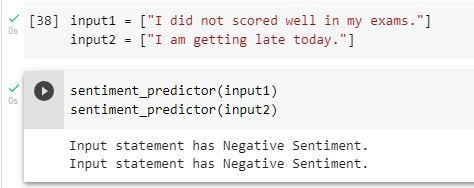 [38] input1 = ["I did not scored well in my exams."]
0s input2 = ["I am getting late today."]
sentiment_predictor(input1)
0s sentiment_predictor(input2)
Input statement has Negative Sentiment.
Input statement has Negative Sentiment.